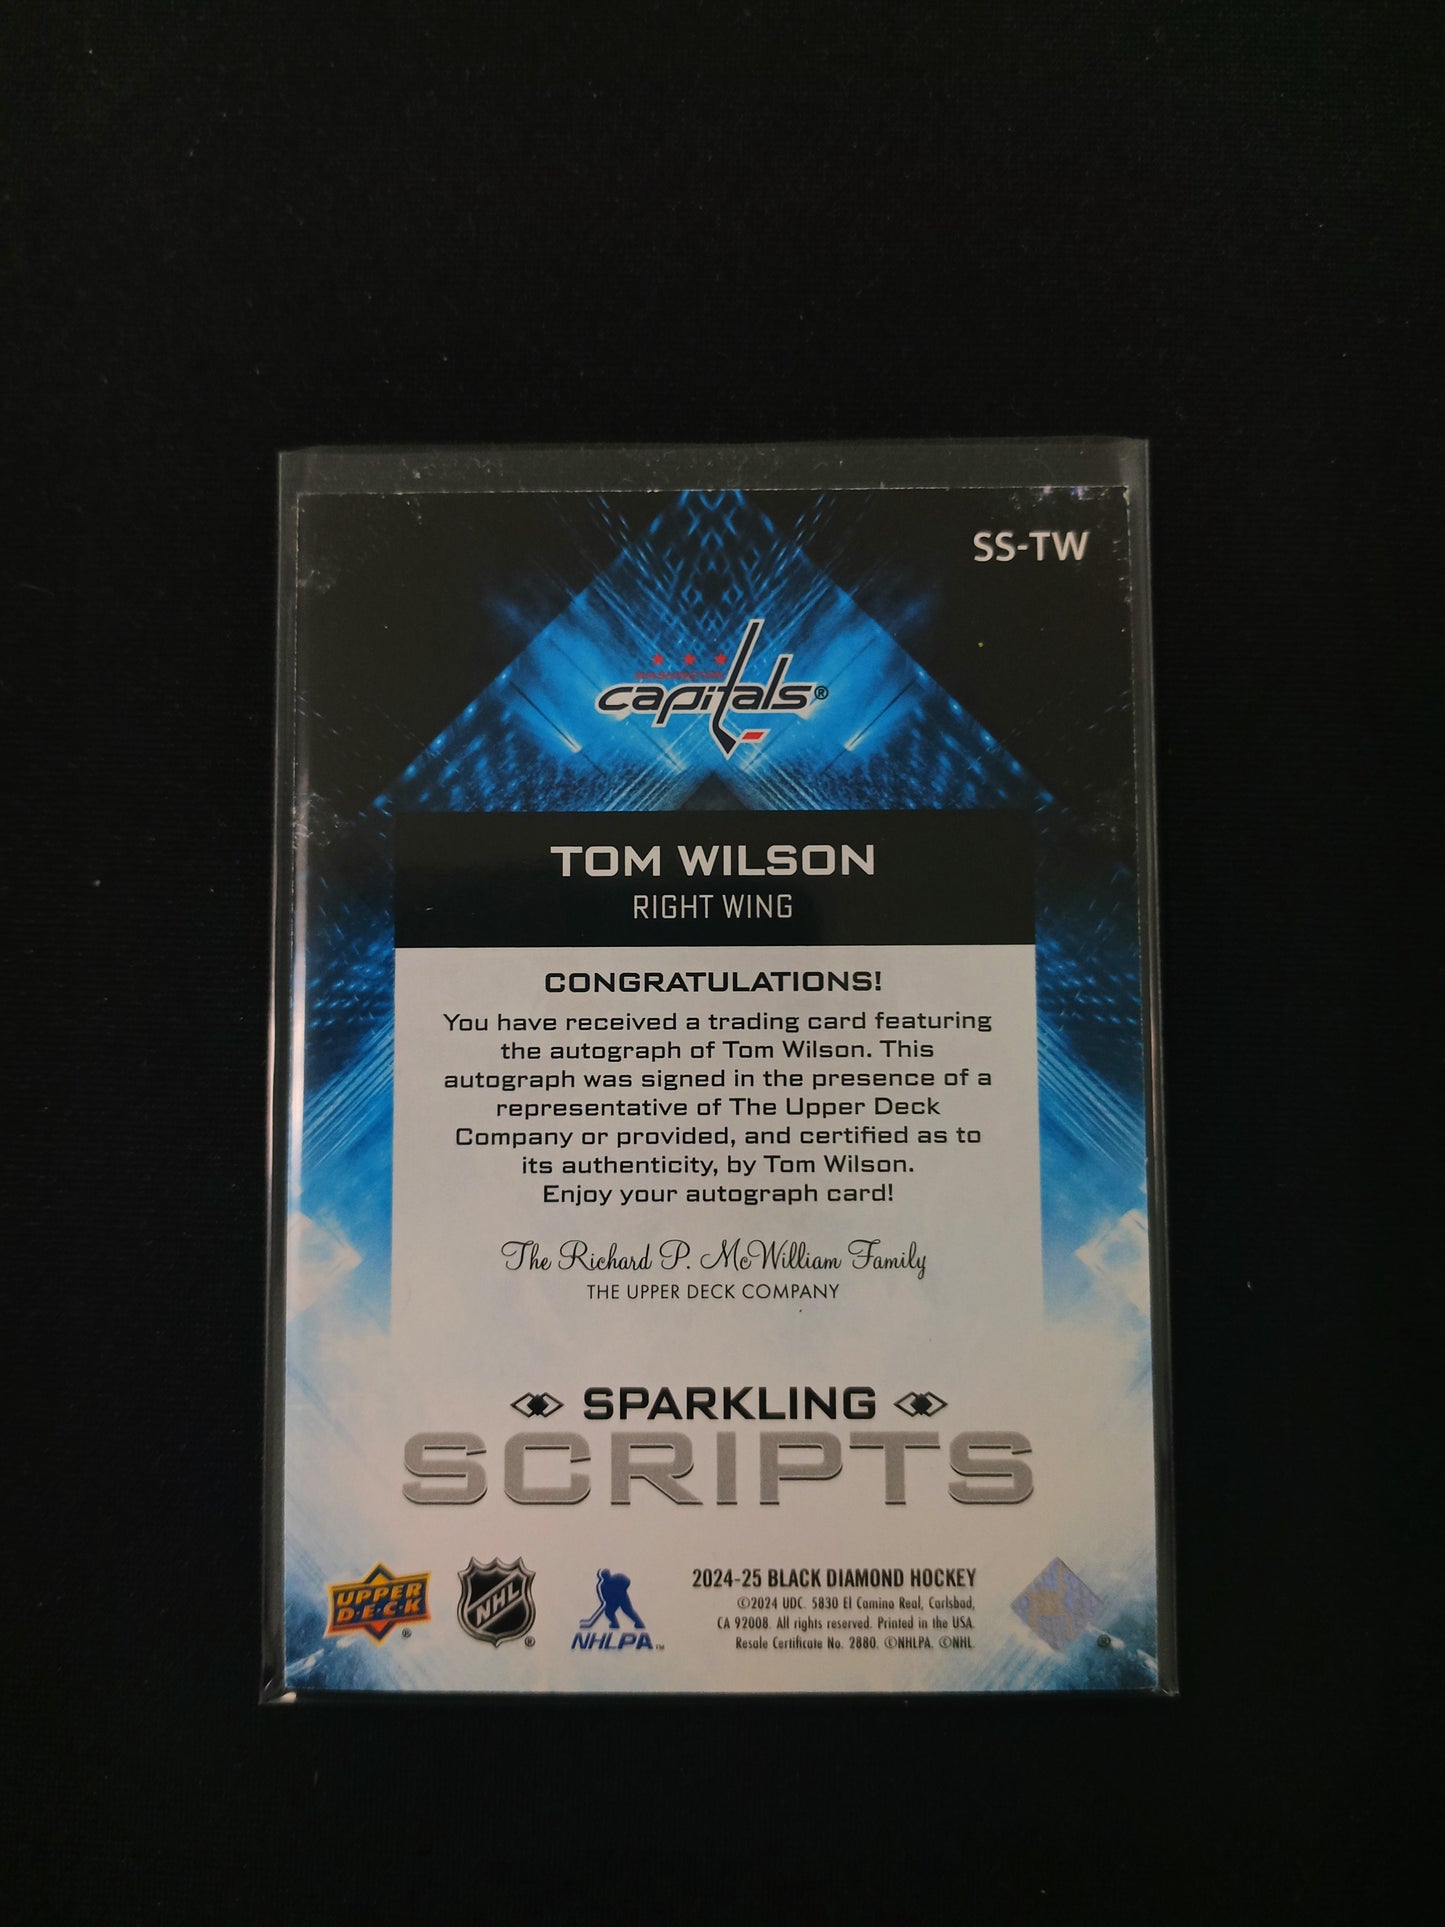 SS-TW
WASHINGTON
capitals®
TOM WILSON
RIGHT WING
CONGRATULATIONS!
You have received a trading card featuring
the autograph of Tom Wilson. This
autograph was signed in the presence of a
representative of The Upper Deck
Company or provided, and certified as to
its authenticity, by Tom Wilson.
Enjoy your autograph card!
The Richard P. McWilliam Family
THE UPPER DECK COMPANY
SPARKLING
SCRIPTS
UPPER
D·E·C·K
®
NHL
®
NHLPA™
2024-25 BLACK DIAMOND HOCKEY
©2024 UDC. 5830 El Camino Real, Carlsbad,
CA 92008. All rights reserved. Printed in the USA.
Resale Certificate No. 2880. ©NHLPA. ©NHL.
®